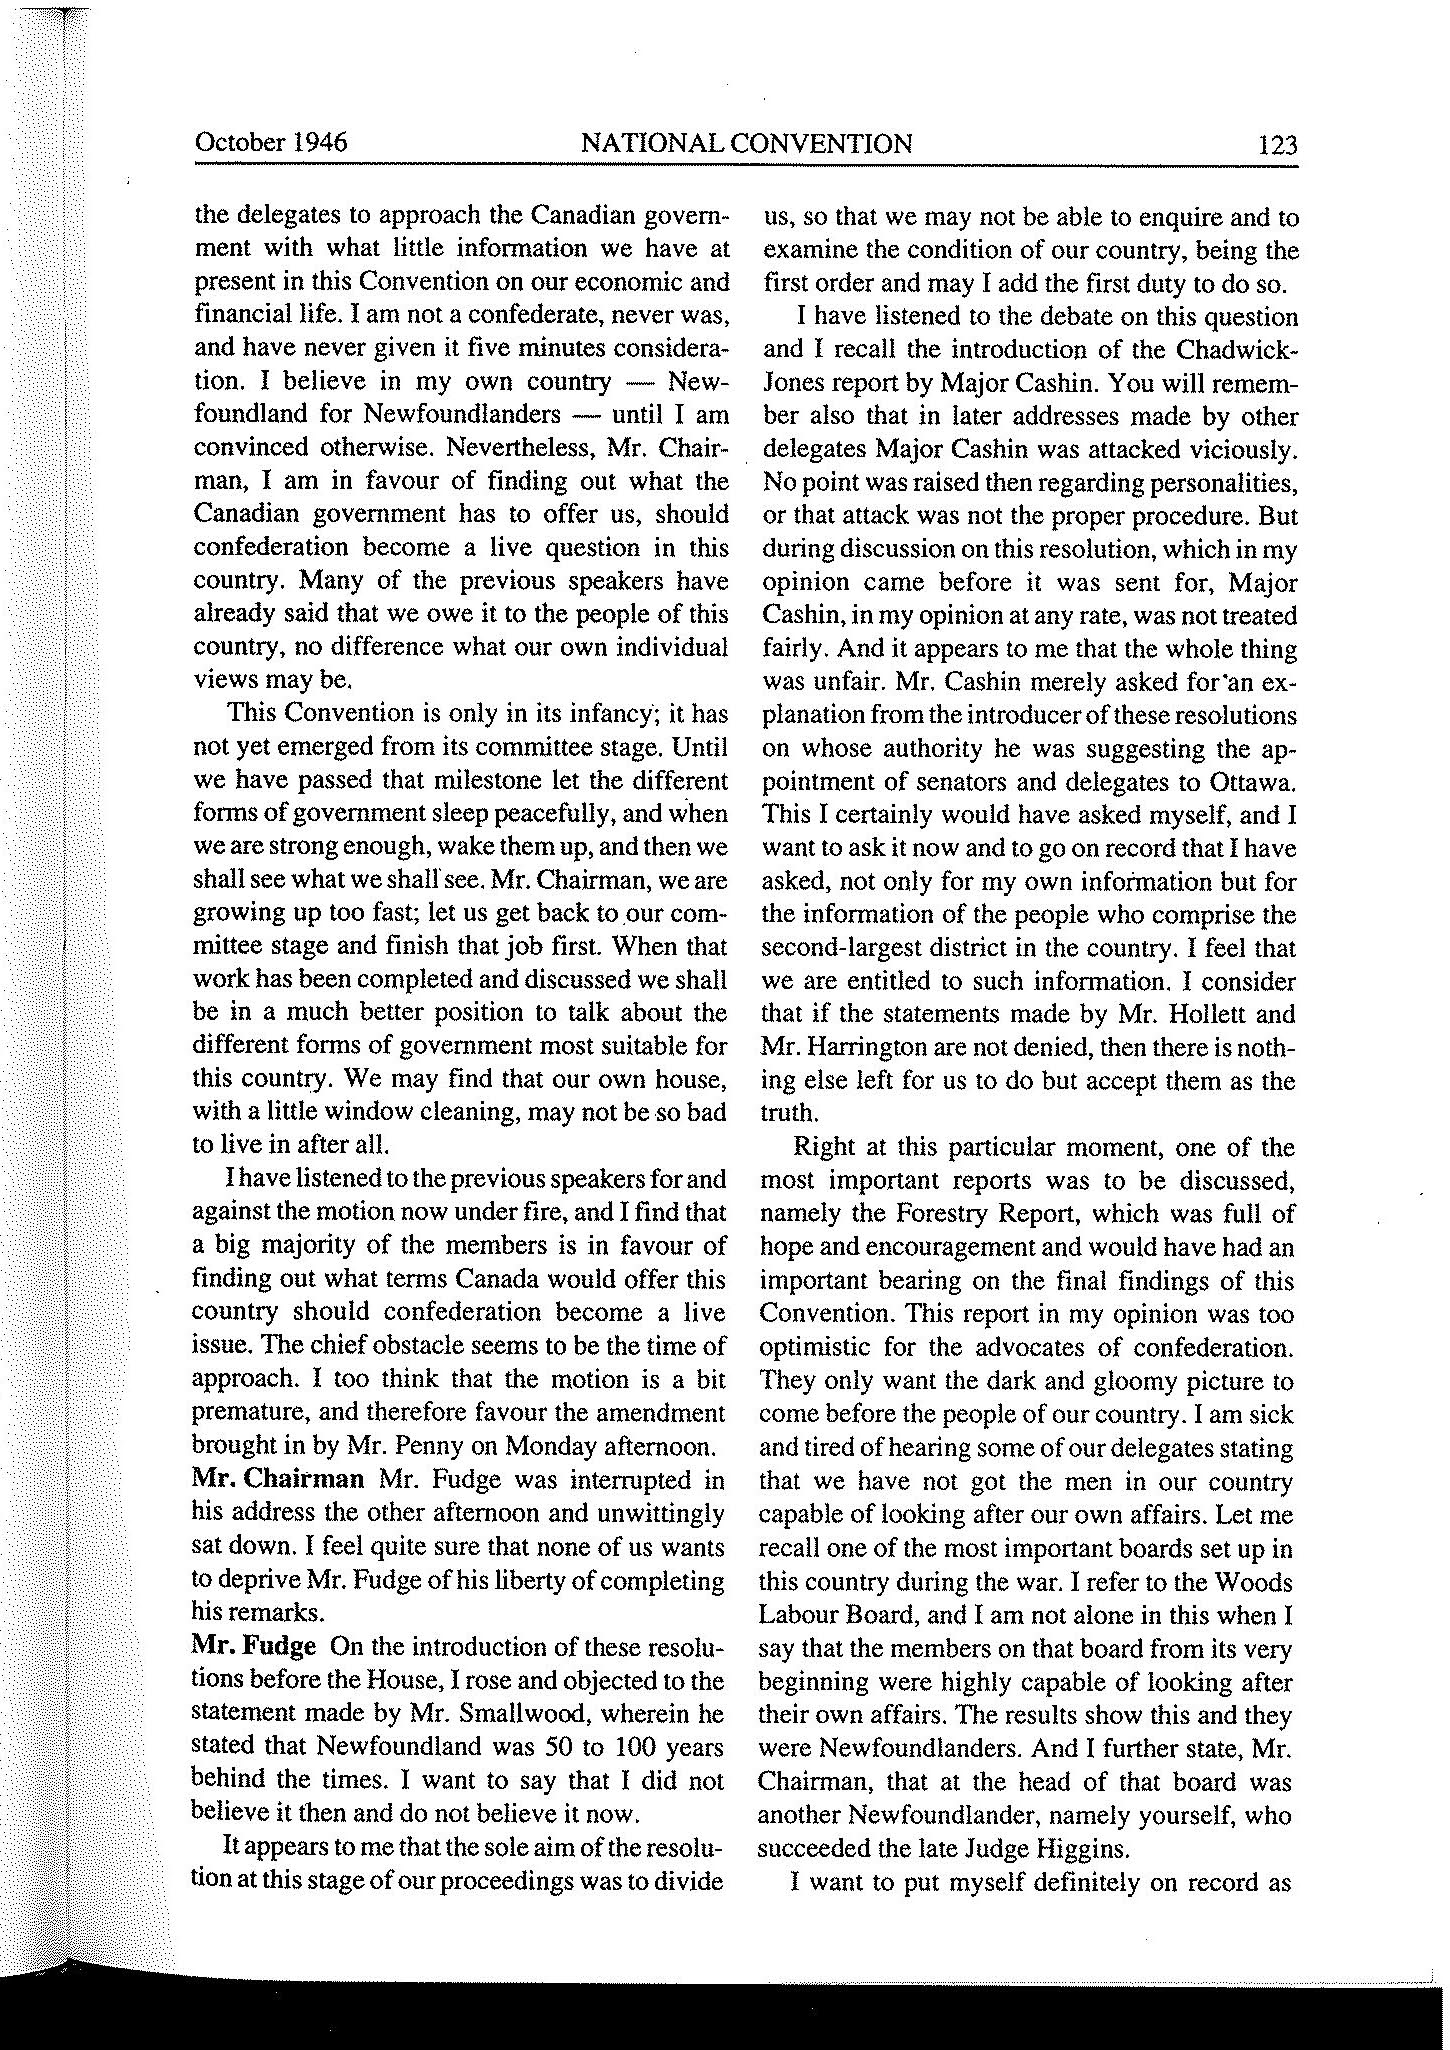 October 1946 NATIONAL CONVENTION 123
the delegates to approach the Canadian govern-
ment with what little information we have at
present in this Convention on our economic and
financial life. I am not a confederate, never was,
and have never given it five minutes considera-
tion. I believe in my own country — New-
foundland for Newfoundlanders — until I am
convinced otherwise. Nevertheless, Mr. Chair-
man, I am in favour of finding out what the
Canadian government has to offer us, should
confederation become a live question in this
country. Many of the previous speakers have
already said that we owe it to the people of this
country, no difference what our own individual
views may be.
This Convention is only in its infancy; it has
not yet emerged from its committee stage. Until
we have passed that milestone let the different
forms of government sleep peacefully, and when
we are strong enough, wake them up, and then we
shall see what we shall see. Mr. Chairman, we are
growing up too fast; let us get back to our com-
mittee stage and finish that job first. When that
work has been completed and discussed we shall
be in a much better position to talk about the
different forms of government most suitable for
this country. We may find that our own house,
with a little window cleaning, may not be so bad
to live in after all.
I have listened to the previous speakers for and
against the motion now under fire, and I find that
a big majority of the members is in favour of
finding out what terms Canada would offer this
country should confederation become a live
issue. The chief obstacle seems to be the time of
approach. I too think that the motion is a bit
premature, and therefore favour the amendment
brought in by Mr. Penny on Monday afternoon.
Mr. Chairman Mr. Fudge was interrupted in
his address the other afternoon and unwittingly
sat down. I feel quite sure that none of us wants
to deprive Mr. Fudge of his liberty of completing
his remarks.
Mr. Fudge On the introduction of these resolu-
tions before the House, I rose and objected to the
statement made by Mr. Smallwood, wherein he
stated that Newfoundland was 50 to 100 years
behind the times. I want to say that I did not
believe it then and do not believe it now.
It appears to me that the sole aim of the resolu-
tion at this stage of our proceedings was to divide
us, so that we may not be able to enquire and to
examine the condition of our country, being the
first order and may I add the first duty to do so.
I have listened to the debate on this question
and I recall the introduction of the Chadwick-
Jones report by Major Cashin. You will remem-
ber also that in later addresses made by other
delegates Major Cashin was attacked viciously.
No point was raised then regarding personalities,
or that attack was not the proper procedure. But
during discussion on this resolution, which in my
opinion came before it was sent for, Major
Cashin, in my opinion at any rate, was not treated
fairly. And it appears to me that the whole thing
was unfair. Mr. Cashin merely asked for an ex-
planation from the introducer of these resolutions
on whose authority he was suggesting the ap-
pointment of senators and delegates to Ottawa.
This I certainly would have asked myself, and I
want to ask it now and to go on record that I have
asked, not only for my own information but for
the information of the people who comprise the
second-largest district in the country. I feel that
we are entitled to such information. I consider
that if the statements made by Mr. Hollett and
Mr. Harrington are not denied, then there is noth-
ing else left for us to do but accept them as the
truth.
Right at this particular moment, one of the
most important reports was to be discussed,
namely the Forestry Report, which was full of
hope and encouragement and would have had an
important bearing on the final findings of this
Convention. This report in my opinion was too
optimistic for the advocates of confederation.
They only want the dark and gloomy picture to
come before the people of our country. I am sick
and tired of hearing some of our delegates stating
that we have not got the men in our country
capable of looking after our own affairs. Let me
recall one of the most important boards set up in
this country during the war. I refer to the Woods
Labour Board, and I am not alone in this when I
say that the members on that board from its very
beginning were highly capable of looking after
their own affairs. The results show this and they
were Newfoundlanders. And I further state, Mr.
Chairman, that at the head of that board was
another Newfoundlander, namely yourself, who
succeeded the late Judge Higgins.
I want to put myself definitely on record as